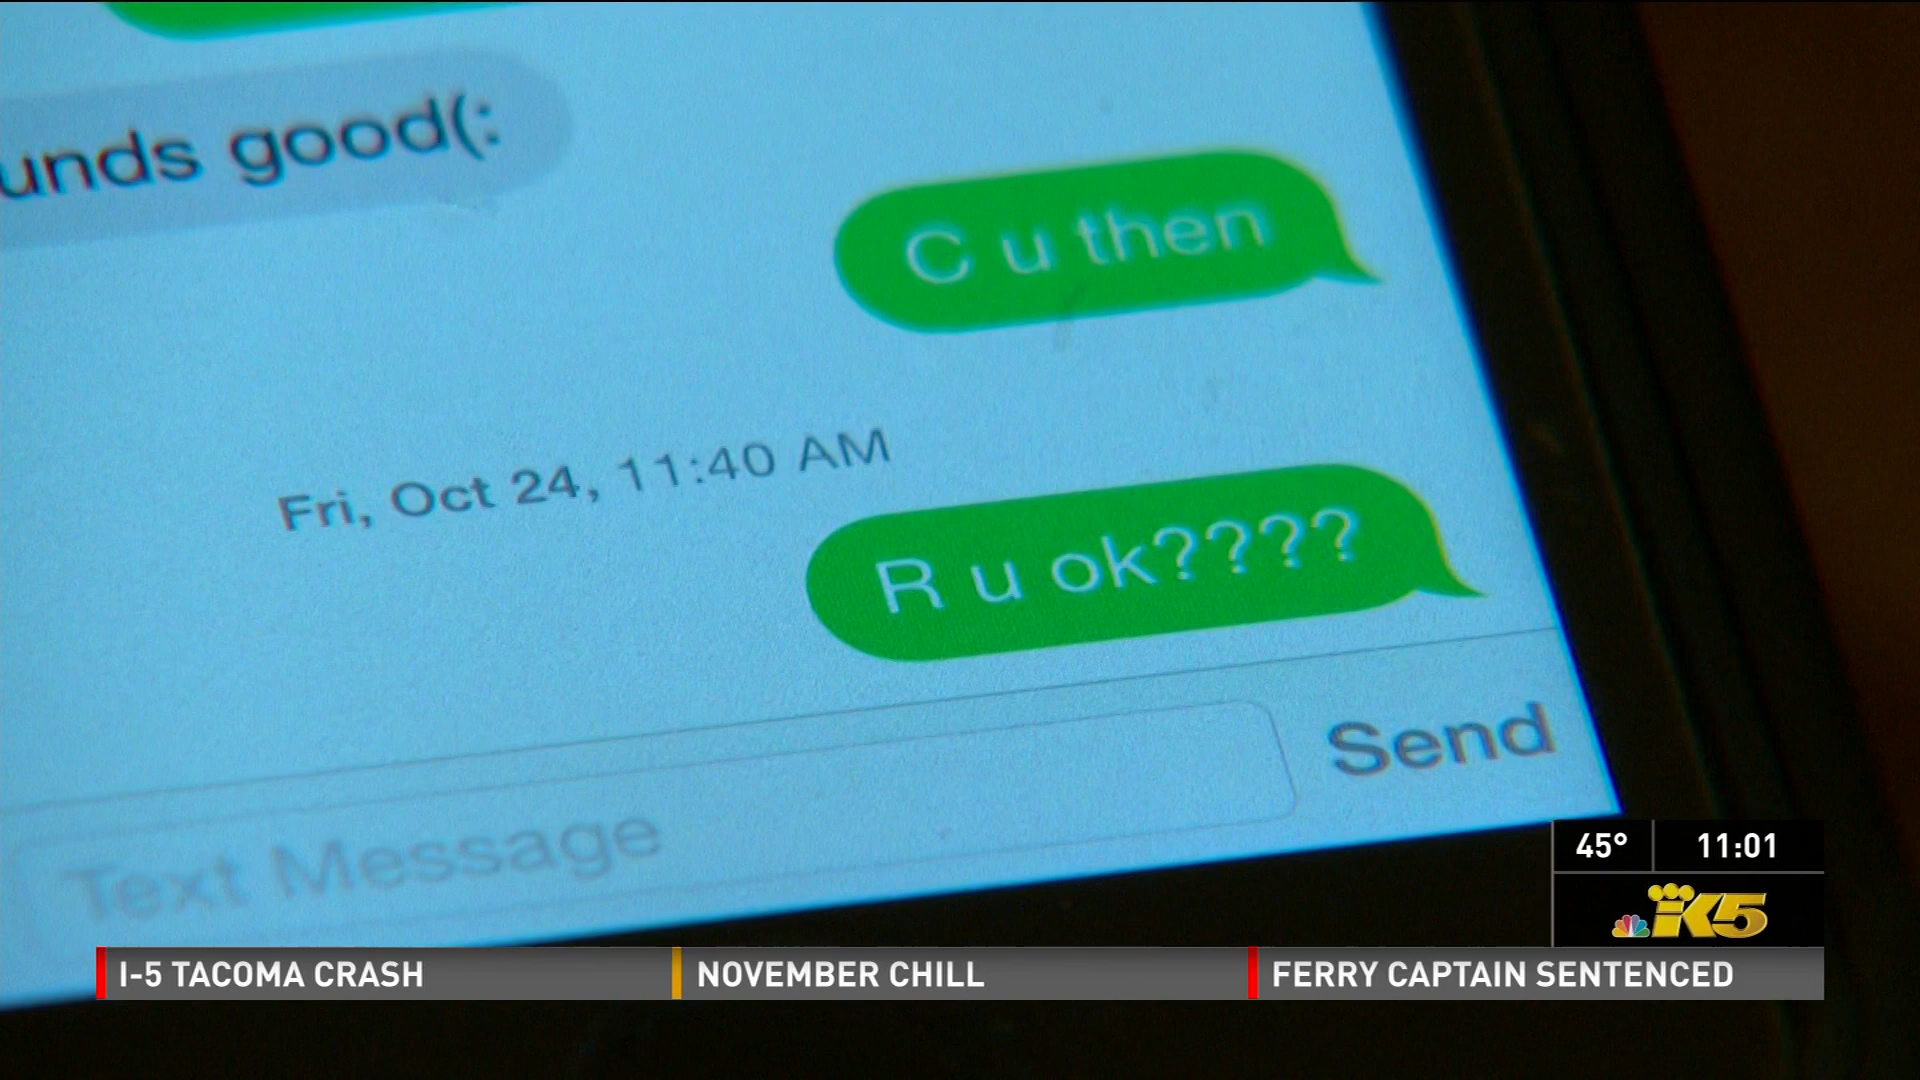 unds good(:
C u then
Fri, Oct 24, 11:40 AM
R u ok????
Send
Text Message
45° 11:01
K5
I-5 TACOMA CRASH
NOVEMBER CHILL
FERRY CAPTAIN SENTENCED